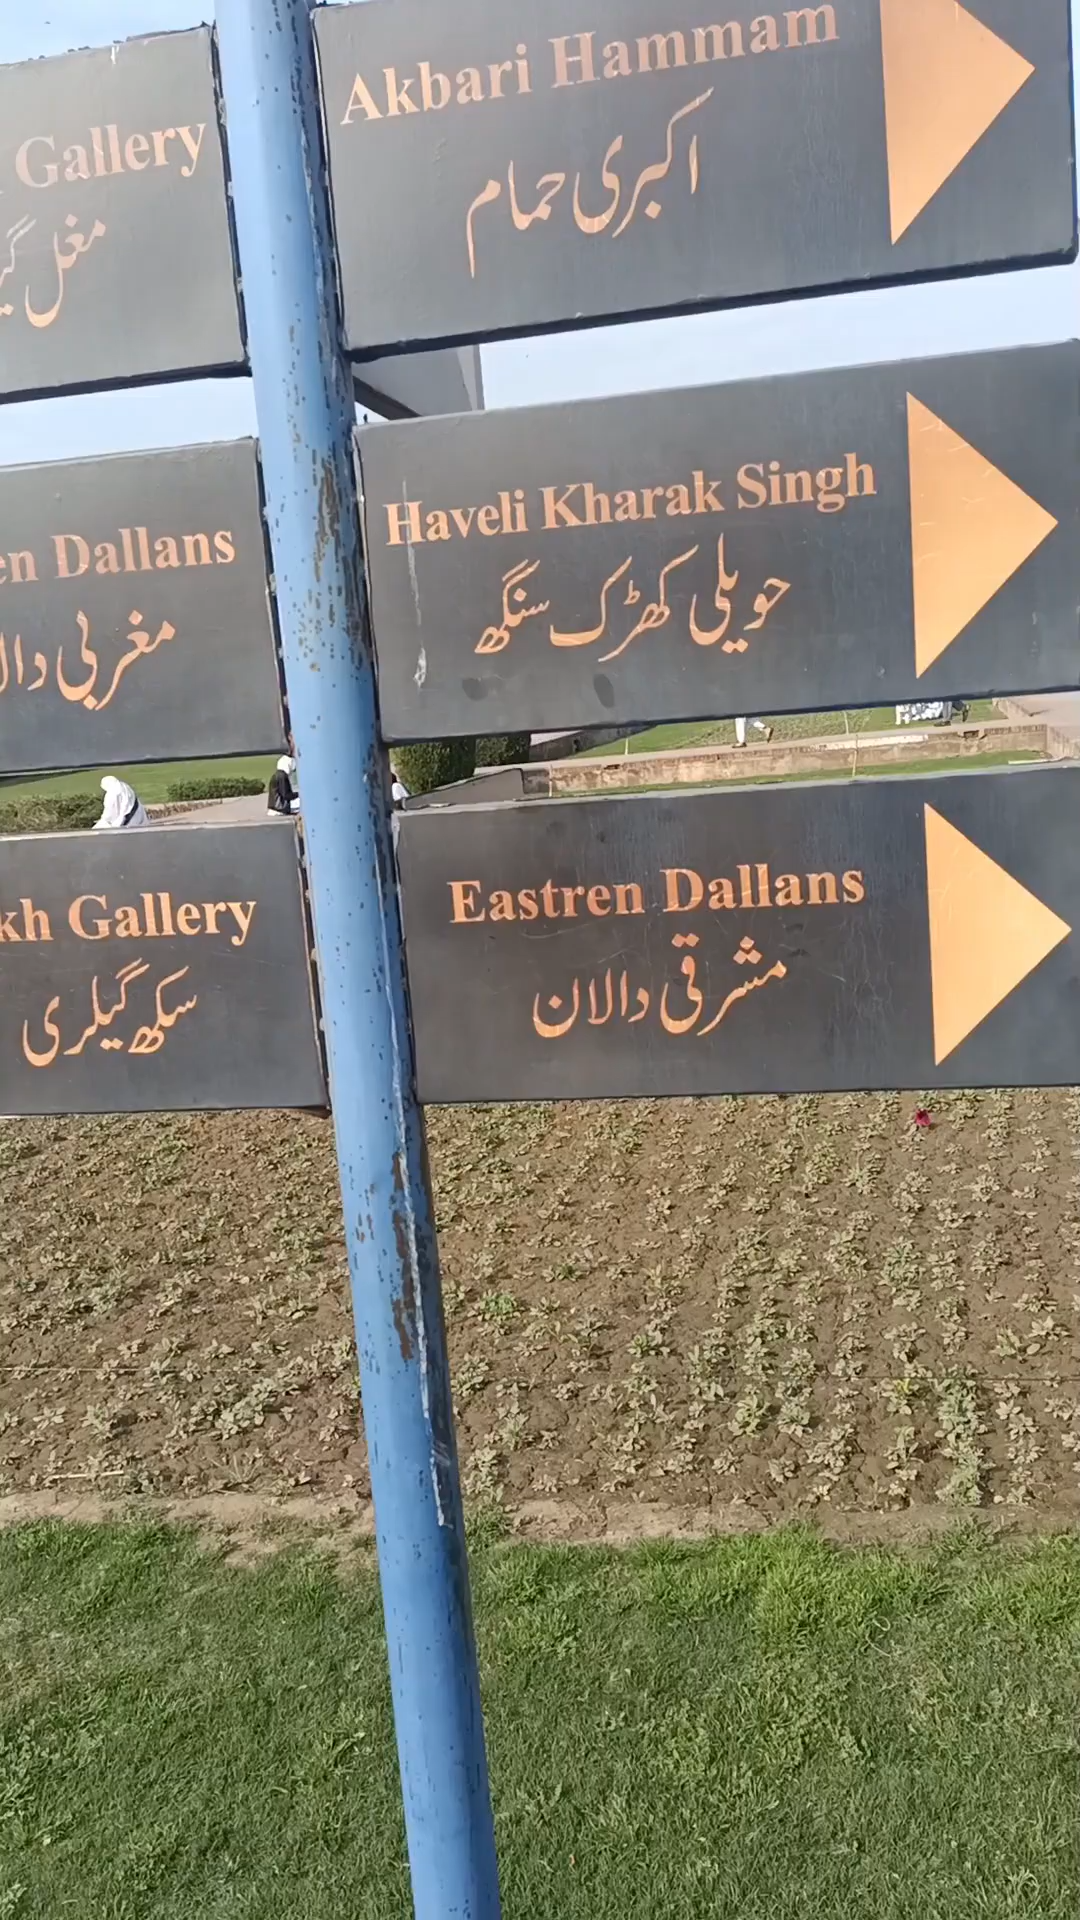 Gallery
مغل
Akbari Hammam
اکبری حمام
Dallans
مغربی
Haveli Kharak Singh
حویلی کھڑک سنگھ
Gallery
سکھ گیلری
Eastren Dallans
مشرقی دالان